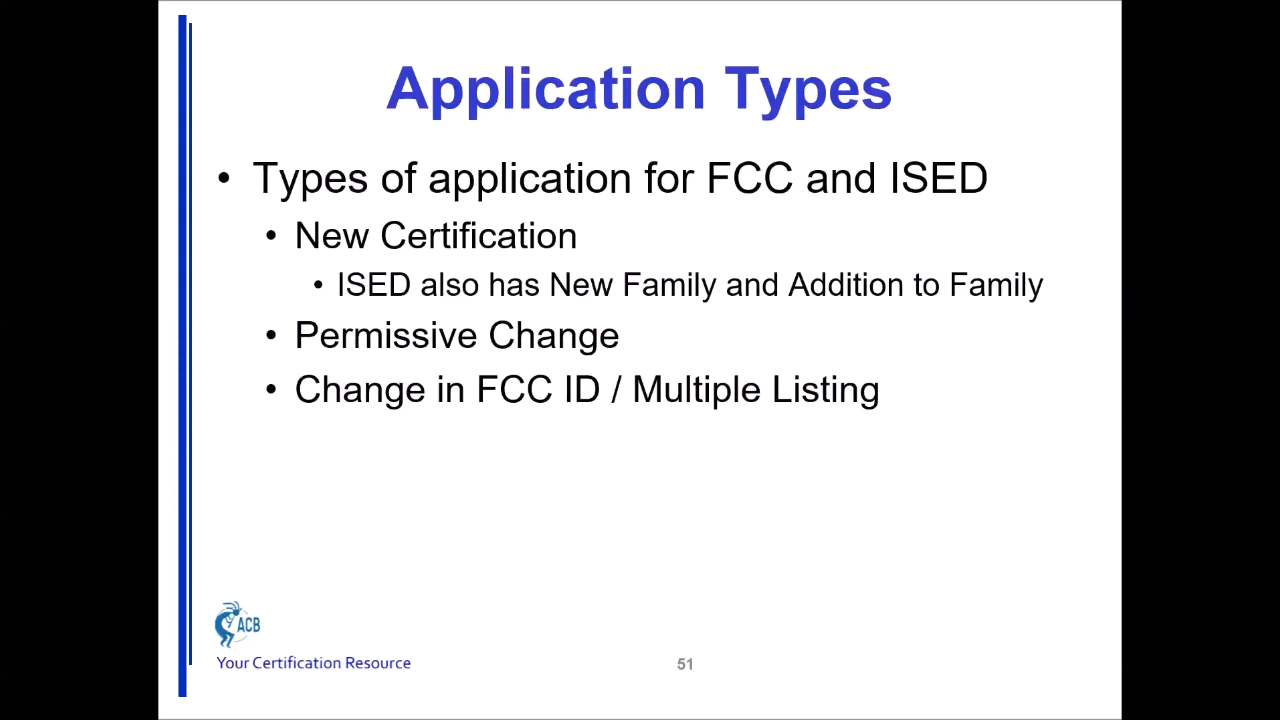 Application Types
• Types of application for FCC and ISED
• New Certification
• ISED also has New Family and Addition to Family
• Permissive Change
• Change in FCC ID / Multiple Listing
ACB
Your Certification Resource
51